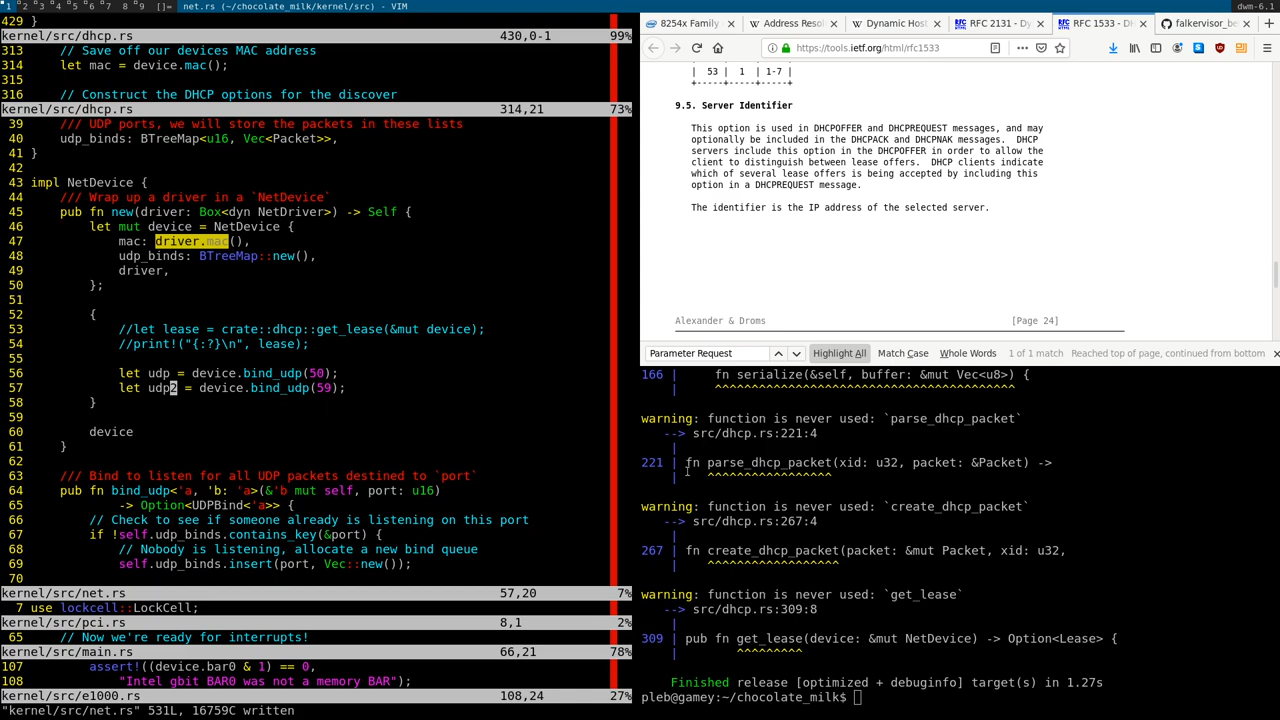 1 2 3 4 5 6 7 8 9 []= net.rs (~/chocolate_milk/kernel/src) - VIM dwm-6.1
429 }
kernel/src/dhcp.rs 430,0-1 99%
313 // Save off our devices MAC address
314 let mac = device.mac();
315
316 // Construct the DHCP options for the discover
kernel/src/dhcp.rs 314,21 73%
39 /// UDP ports, we will store the packets in these lists
40 udp_binds: BTreeMap<u16, Vec<Packet>>,
41 }
42
43 impl NetDevice {
44 /// Wrap up a driver in a `NetDevice`
45 pub fn new(driver: Box<dyn NetDriver>) -> Self {
46 let mut device = NetDevice {
47 mac: driver.mac(),
48 udp_binds: BTreeMap::new(),
49 driver,
50 };
51
52 {
53 //let lease = crate::dhcp::get_lease(&mut device);
54 //print!("{:?}\n", lease);
55
56 let udp = device.bind_udp(50);
57 let udp2 = device.bind_udp(59);
58 }
59
60 device
61 }
62
63 /// Bind to listen for all UDP packets destined to `port`
64 pub fn bind_udp<'a, 'b: 'a>(&'b mut self, port: u16)
65 -> Option<UDPBind<'a>> {
66 // Check to see if someone already is listening on this port
67 if !self.udp_binds.contains_key(&port) {
68 // Nobody is listening, allocate a new bind queue
69 self.udp_binds.insert(port, Vec::new());
70
kernel/src/net.rs 57,20 7%
7 use lockcell::LockCell;
kernel/src/pci.rs 8,1 2%
65 // Now we're ready for interrupts!
kernel/src/main.rs 66,21 78%
107 assert!((device.bar0 & 1) == 0,
108 "Intel gbit BAR0 was not a memory BAR");
kernel/src/e1000.rs 108,24 27%
"kernel/src/net.rs" 531L, 16759C written
8254x Family Address Resol Dynamic Host RFC 2131 - Dy RFC 1533 - DH falkervisor_be
https://tools.ietf.org/html/rfc1533
| 53 | 1 | 1-7 |
+-----+-----+-----+
9.5. Server Identifier
This option is used in DHCPOFFER and DHCPREQUEST messages, and may
optionally be included in the DHCPACK and DHCPNAK messages. DHCP
servers include this option in the DHCPOFFER in order to allow the
client to distinguish between lease offers. DHCP clients indicate
which of several lease offers is being accepted by including this
option in a DHCPREQUEST message.
The identifier is the IP address of the selected server.
Alexander & Droms [Page 24]
Parameter Request Highlight All Match Case Whole Words 1 of 1 match Reached top of page, continued from bottom
166 | fn serialize(&self, buffer: &mut Vec<u8>) {
| ^^^^^^^^^^^^^^^^^^^^^^^^^^^^^^^^^^^^^^^^^
warning: function is never used: `parse_dhcp_packet`
--> src/dhcp.rs:221:4
|
221 | fn parse_dhcp_packet(xid: u32, packet: &Packet) ->
| ^^^^^^^^^^^^^^^^^
warning: function is never used: `create_dhcp_packet`
--> src/dhcp.rs:267:4
|
267 | fn create_dhcp_packet(packet: &mut Packet, xid: u32,
| ^^^^^^^^^^^^^^^^^^
warning: function is never used: `get_lease`
--> src/dhcp.rs:309:8
|
309 | pub fn get_lease(device: &mut NetDevice) -> Option<Lease> {
| ^^^^^^^^^
Finished release [optimized + debuginfo] target(s) in 1.27s
pleb@gamey:~/chocolate_milk$